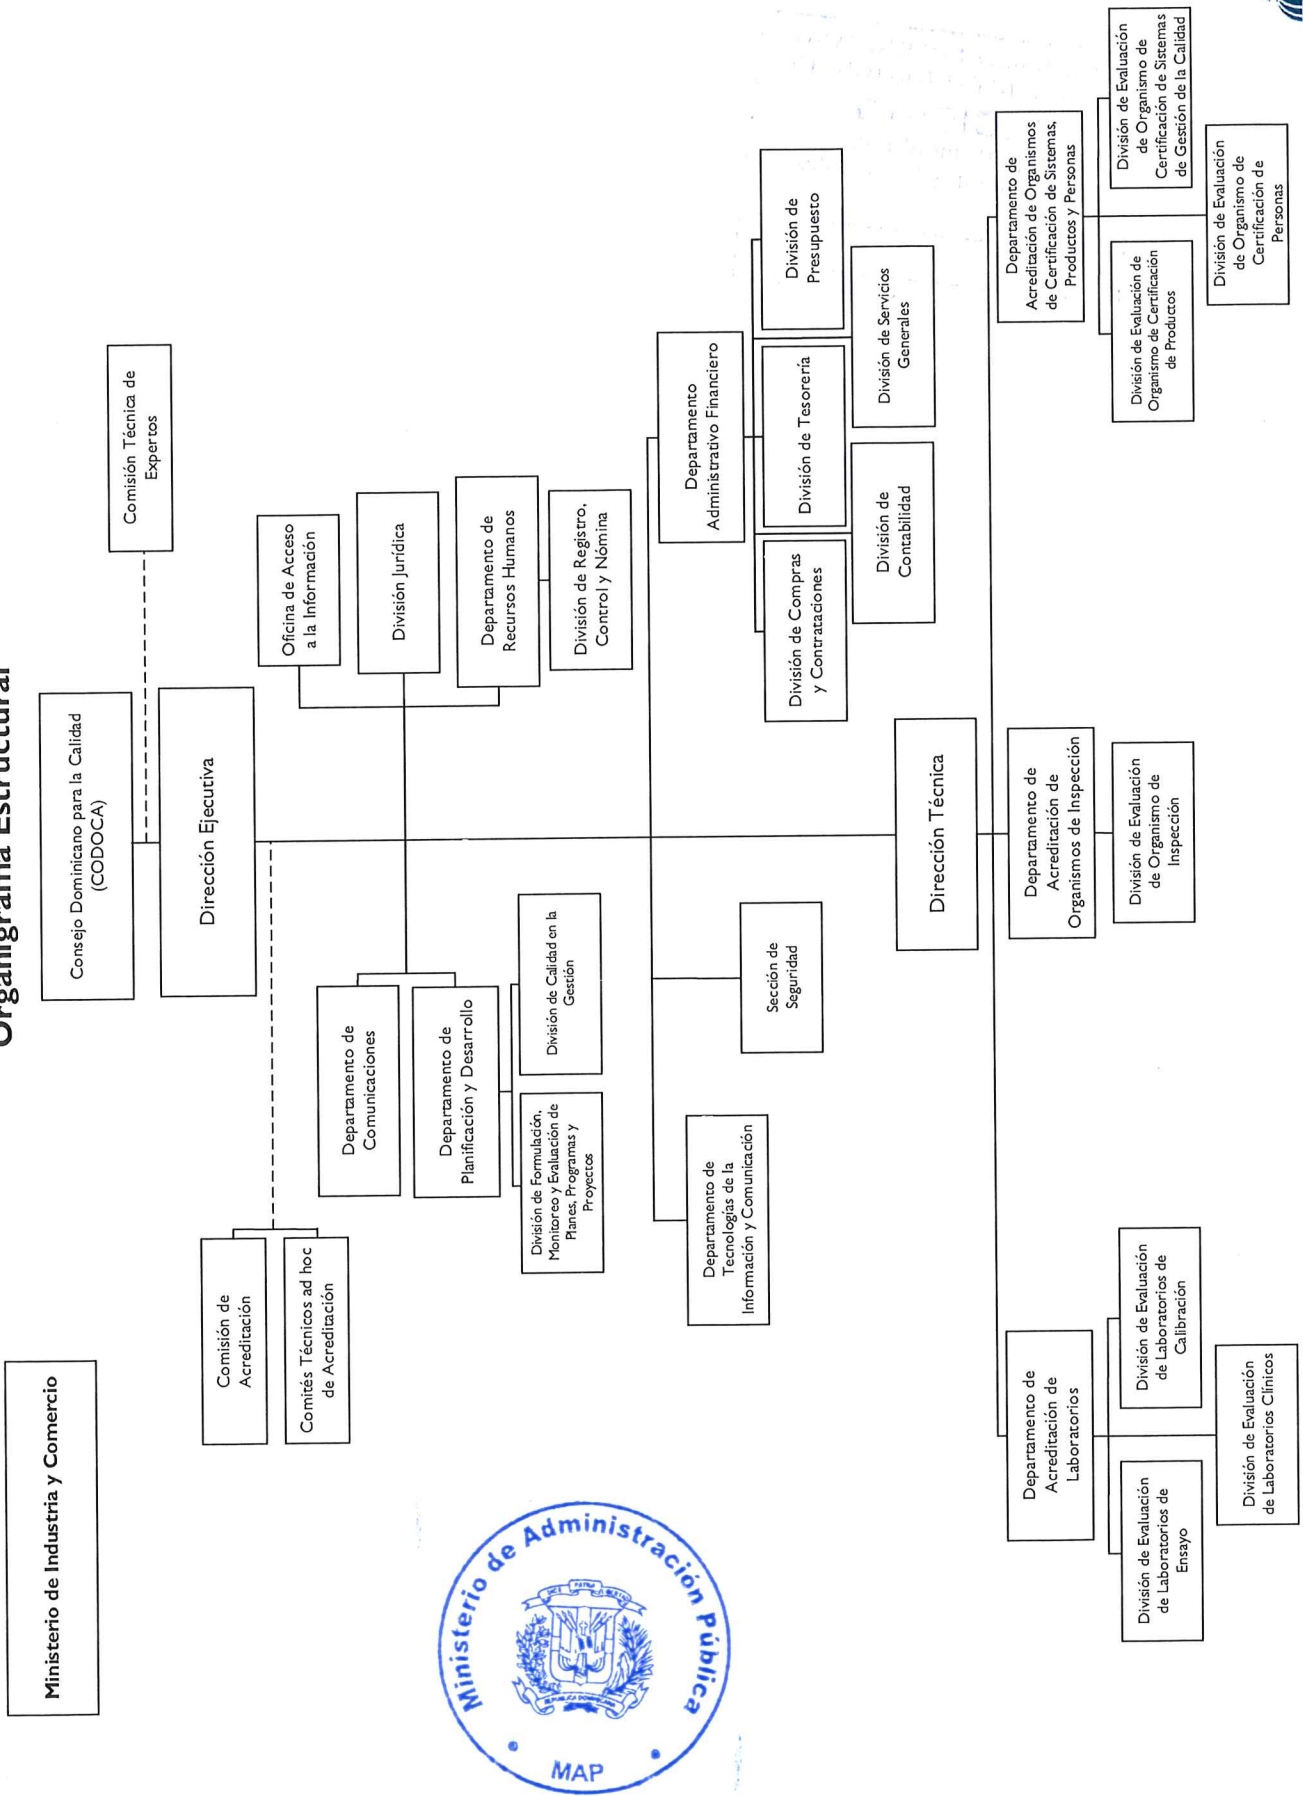 Organigrama Estructural
Ministerio de Industria y Comercio
Consejo Dominicano para la Calidad
(CODOCA)
Comisión Técnica de
Expertos
Dirección Ejecutiva
Comisión de
Acreditación
Comités Técnicos ad hoc
de Acreditación
Oficina de Acceso
a la Información
Departamento de
Comunicaciones
División Jurídica
Departamento de
Planificación y Desarrollo
Departamento de
Recursos Humanos
División de Formulación,
Monitoreo y Evaluación de
Planes, Programas y
Proyectos
División de Calidad en la
Gestión
División de Registro,
Control y Nómina
Departamento de
Tecnologías de la
Información y Comunicación
Sección de
Seguridad
Departamento
Administrativo Financiero
División de Compras
y Contrataciones
División de Tesorería
División de
Presupuesto
División de
Contabilidad
División de Servicios
Generales
Dirección Técnica
Departamento de
Acreditación de
Laboratorios
Departamento de
Acreditación de
Organismos de Inspección
Departamento de
Acreditación de Organismos
de Certificación de Sistemas,
Productos y Personas
División de Evaluación
de Laboratorios de
Ensayo
División de Evaluación
de Laboratorios de
Calibración
División de Evaluación
de Laboratorios Clínicos
División de Evaluación
de Organismo de
Inspección
División de Evaluación de
Organismo de Certificación
de Productos
División de Evaluación
de Organismo de
Certificación de Sistemas
de Gestión de la Calidad
División de Evaluación
de Organismo de
Certificación de
Personas
Ministerio de Administración Pública
MAP